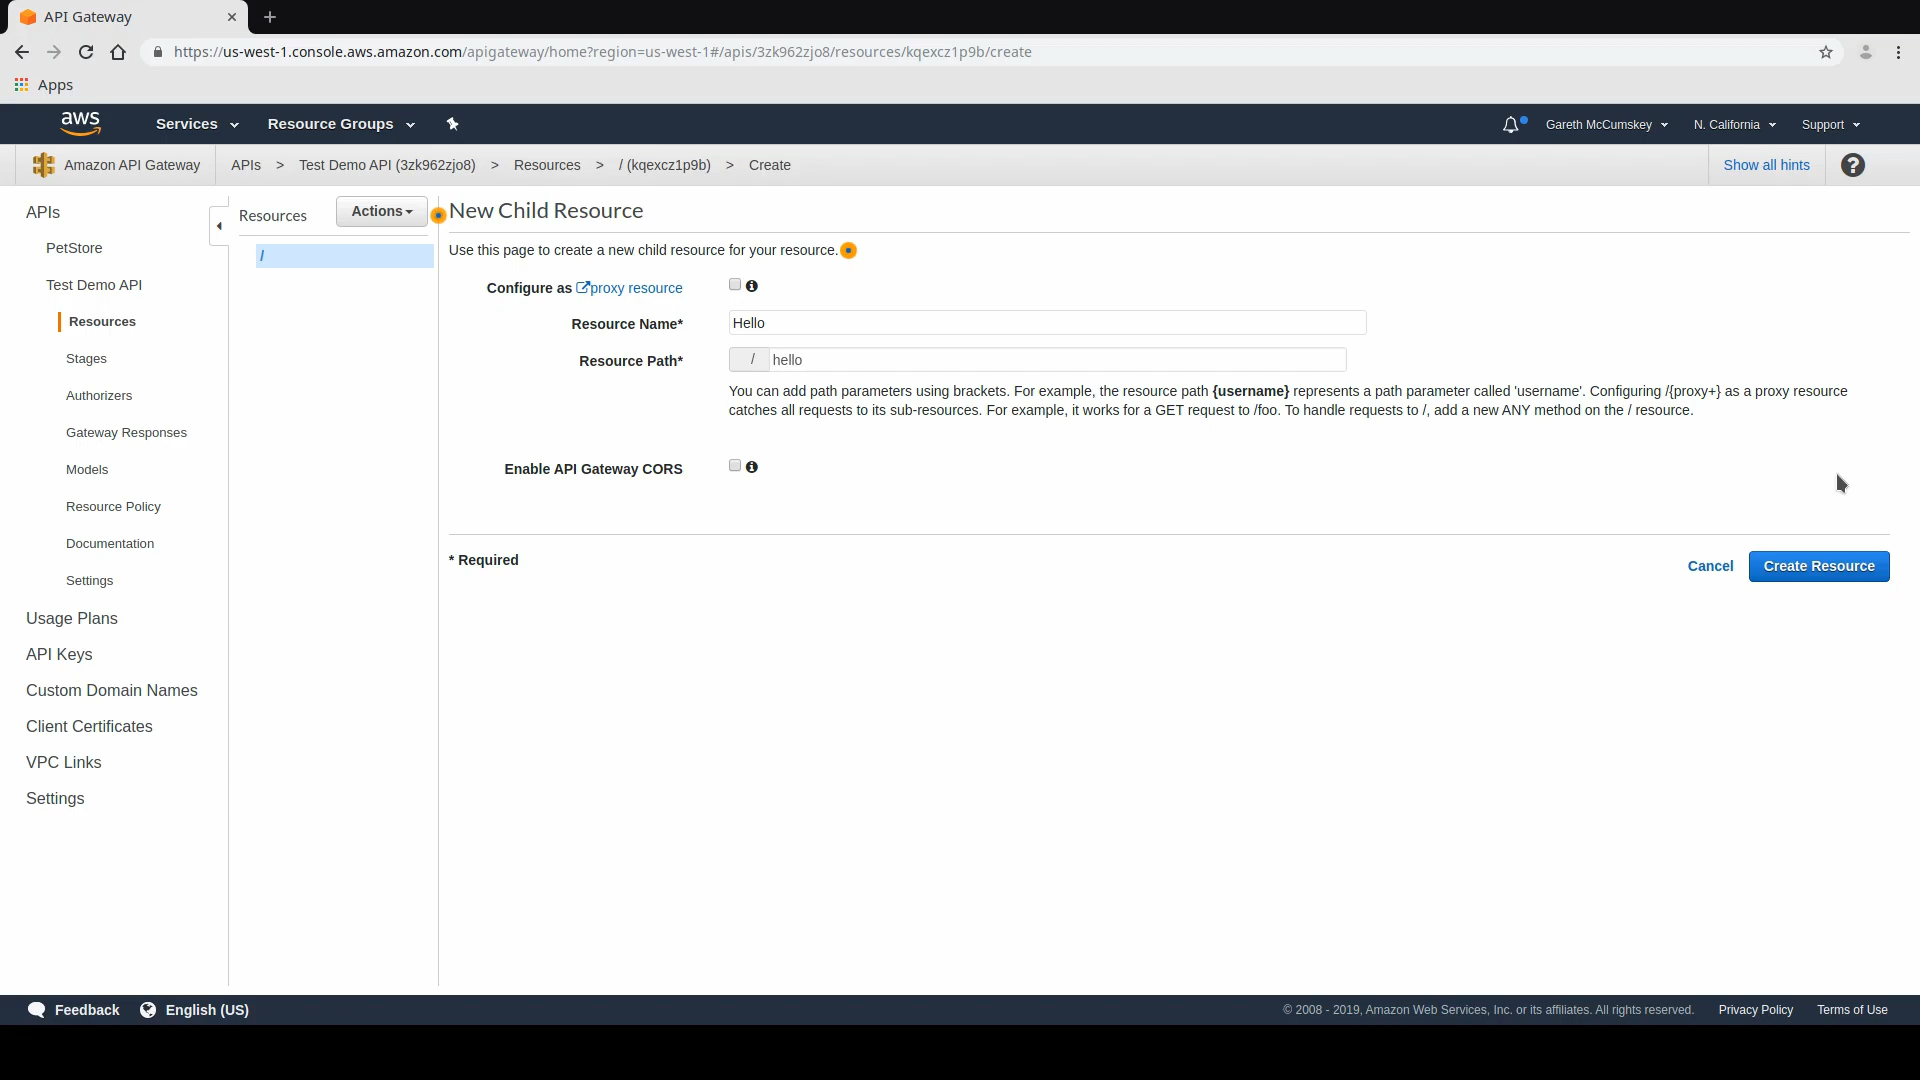 API Gateway
https://us-west-1.console.aws.amazon.com/apigateway/home?region=us-west-1#/apis/3zk962zjo8/resources/kqexcz1p9b/create
Apps
aws Services Resource Groups Gareth McCumskey N. California Support
Amazon API Gateway APIs > Test Demo API (3zk962zjo8) > Resources > / (kqexcz1p9b) > Create Show all hints ?
APIs
PetStore
Test Demo API
Resources
Stages
Authorizers
Gateway Responses
Models
Resource Policy
Documentation
Settings
Usage Plans
API Keys
Custom Domain Names
Client Certificates
VPC Links
Settings
Resources Actions
/
New Child Resource
Use this page to create a new child resource for your resource.
Configure as proxy resource
Resource Name* Hello
Resource Path* / hello
You can add path parameters using brackets. For example, the resource path {username} represents a path parameter called 'username'. Configuring /{proxy+} as a proxy resource
catches all requests to its sub-resources. For example, it works for a GET request to /foo. To handle requests to /, add a new ANY method on the / resource.
Enable API Gateway CORS
* Required Cancel Create Resource
Feedback English (US) © 2008 - 2019, Amazon Web Services, Inc. or its affiliates. All rights reserved. Privacy Policy Terms of Use